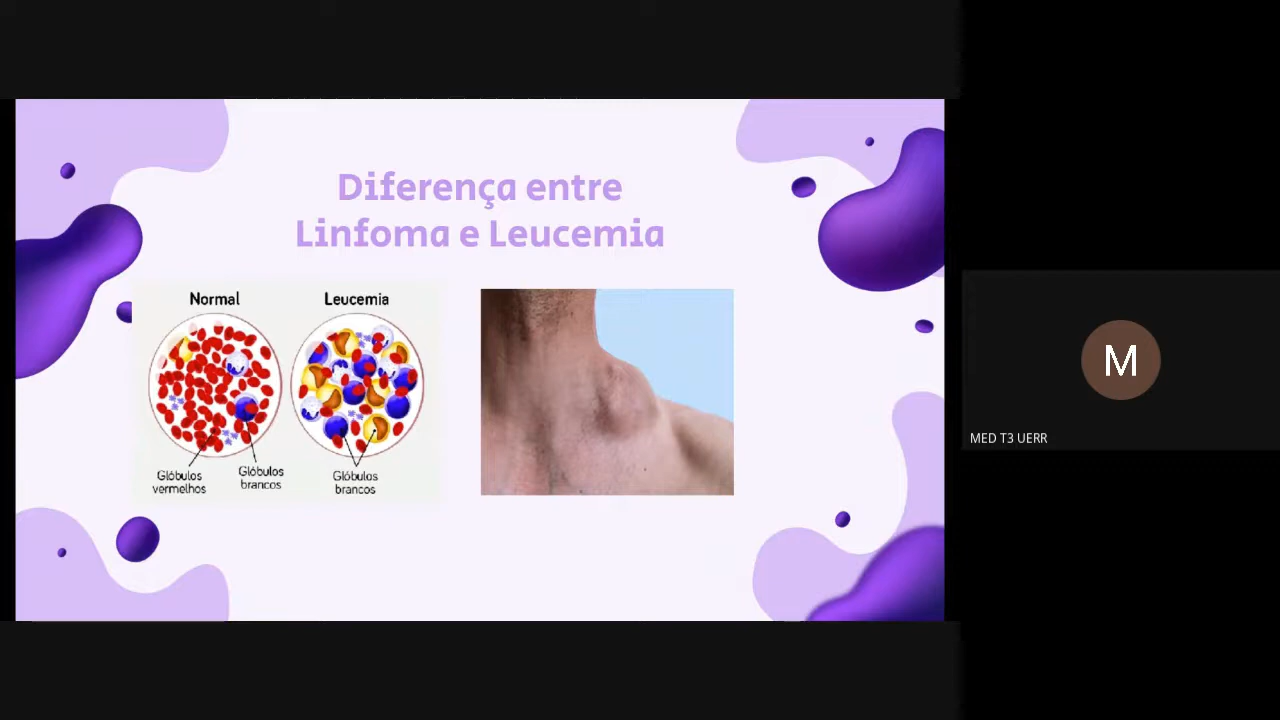 Diferença entre
Linfoma e Leucemia
Normal
Leucemia
Glóbulos
vermelhos
Glóbulos
brancos
Glóbulos
brancos
M
MED T3 UERR